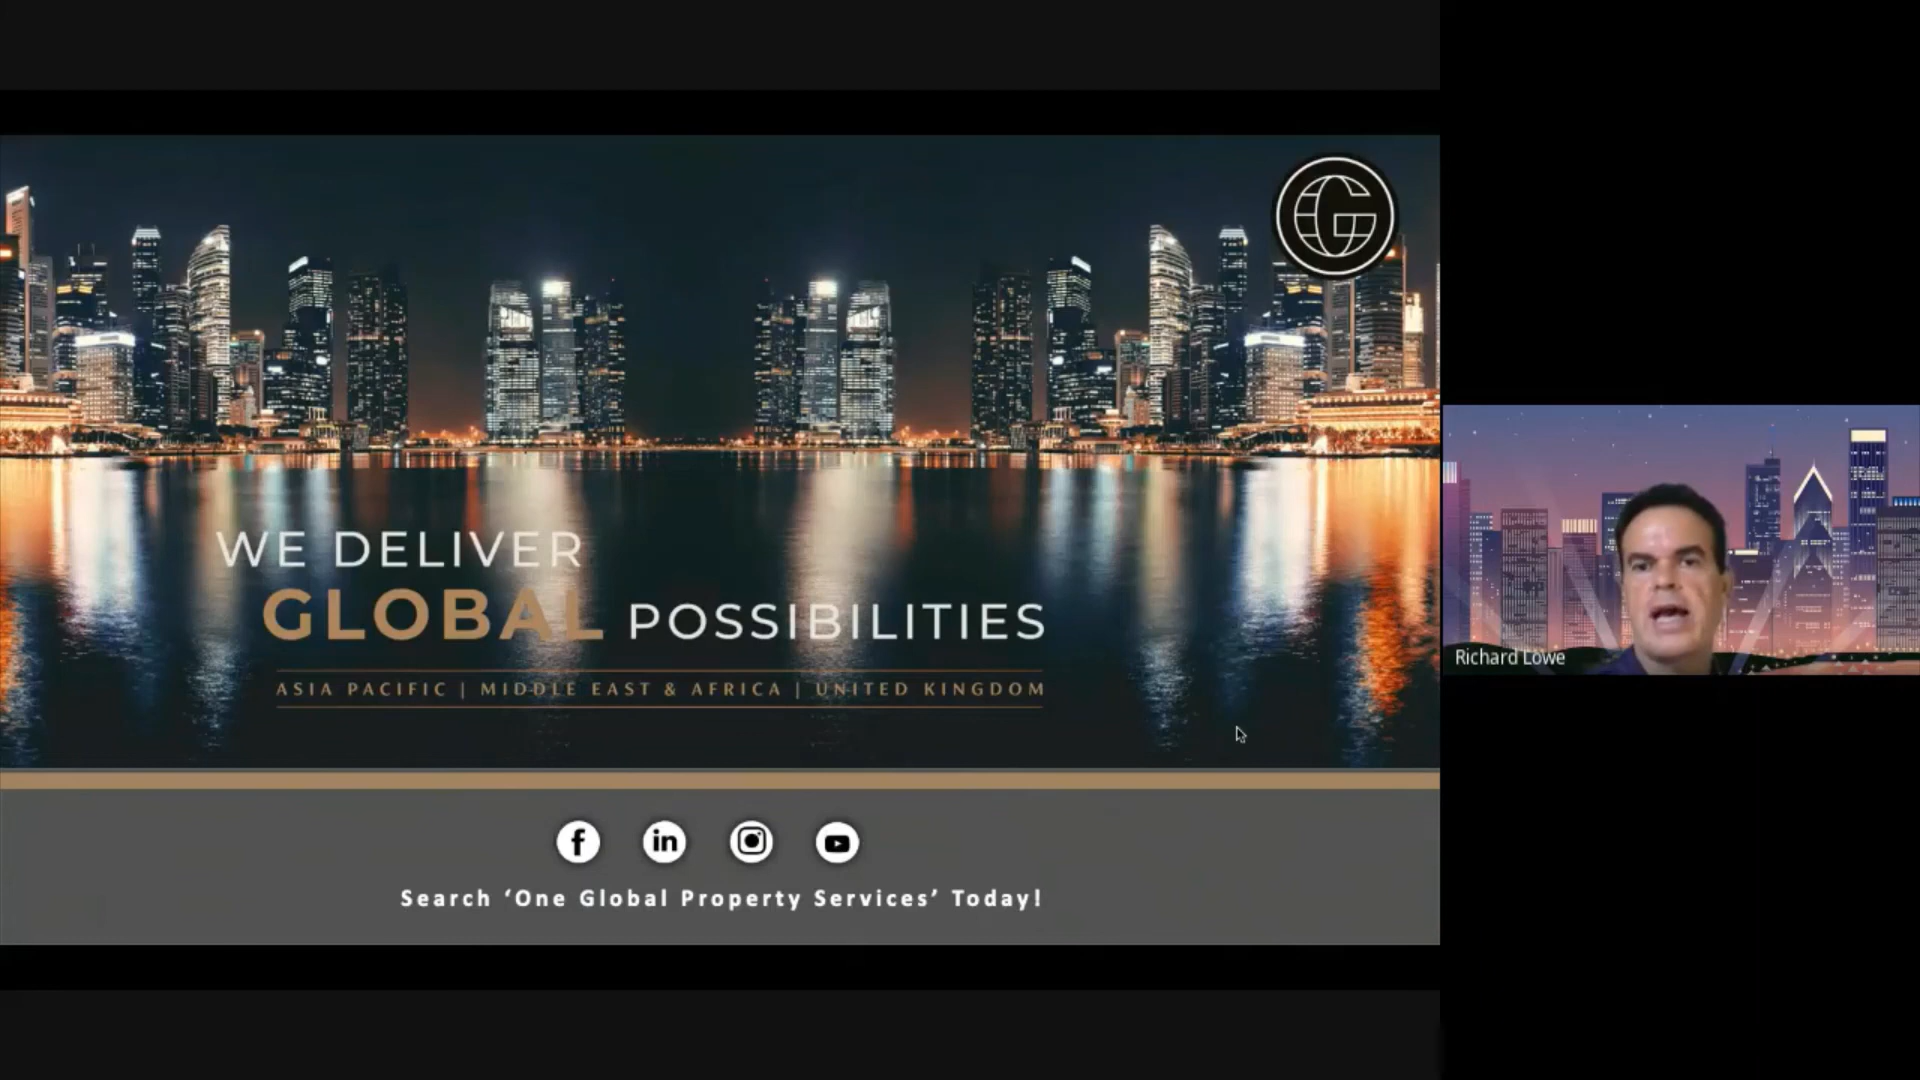 WE DELIVER
GLOBAL POSSIBILITIES
ASIA PACIFIC | MIDDLE EAST & AFRICA | UNITED KINGDOM
Search ‘One Global Property Services’ Today!
Richard Lowe